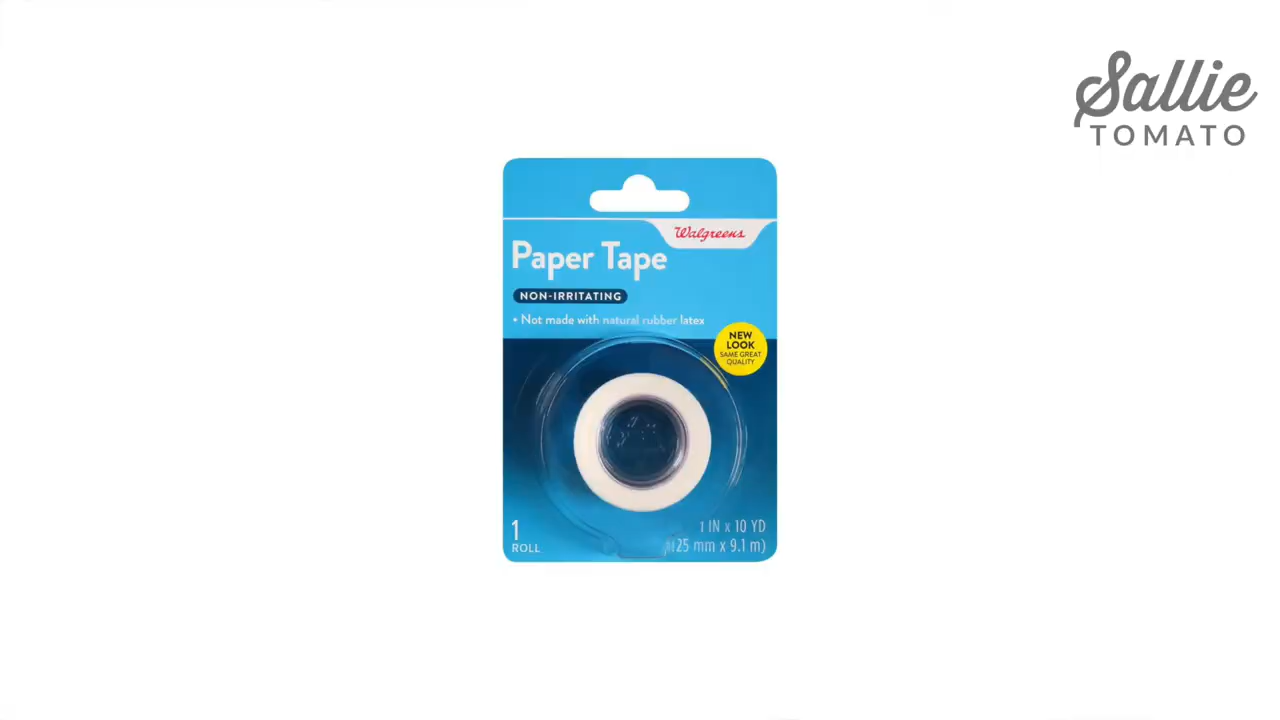 Sallie
TOMATO
Walgreens
Paper Tape
NON-IRRITATING
• Not made with natural rubber latex
NEW
LOOK
SAME GREAT
QUALITY
1
ROLL
1 IN x 10 YD
(25 mm x 9.1 m)